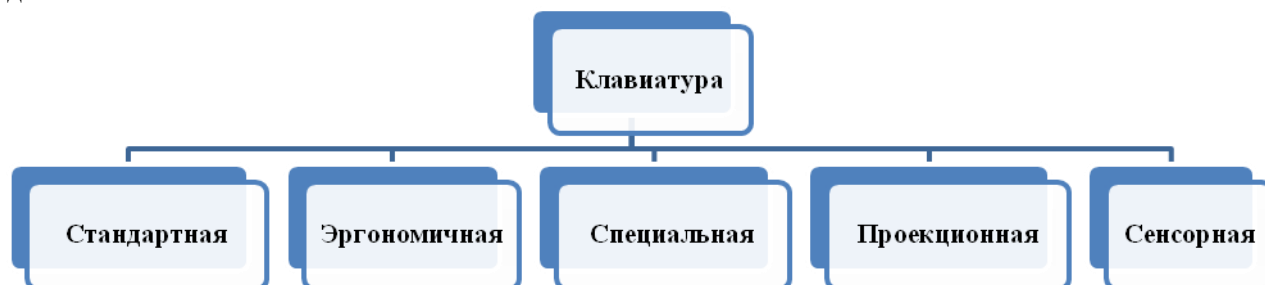 Клавиатура
Стандартная
Эргономичная
Специальная
Проекционная
Сенсорная